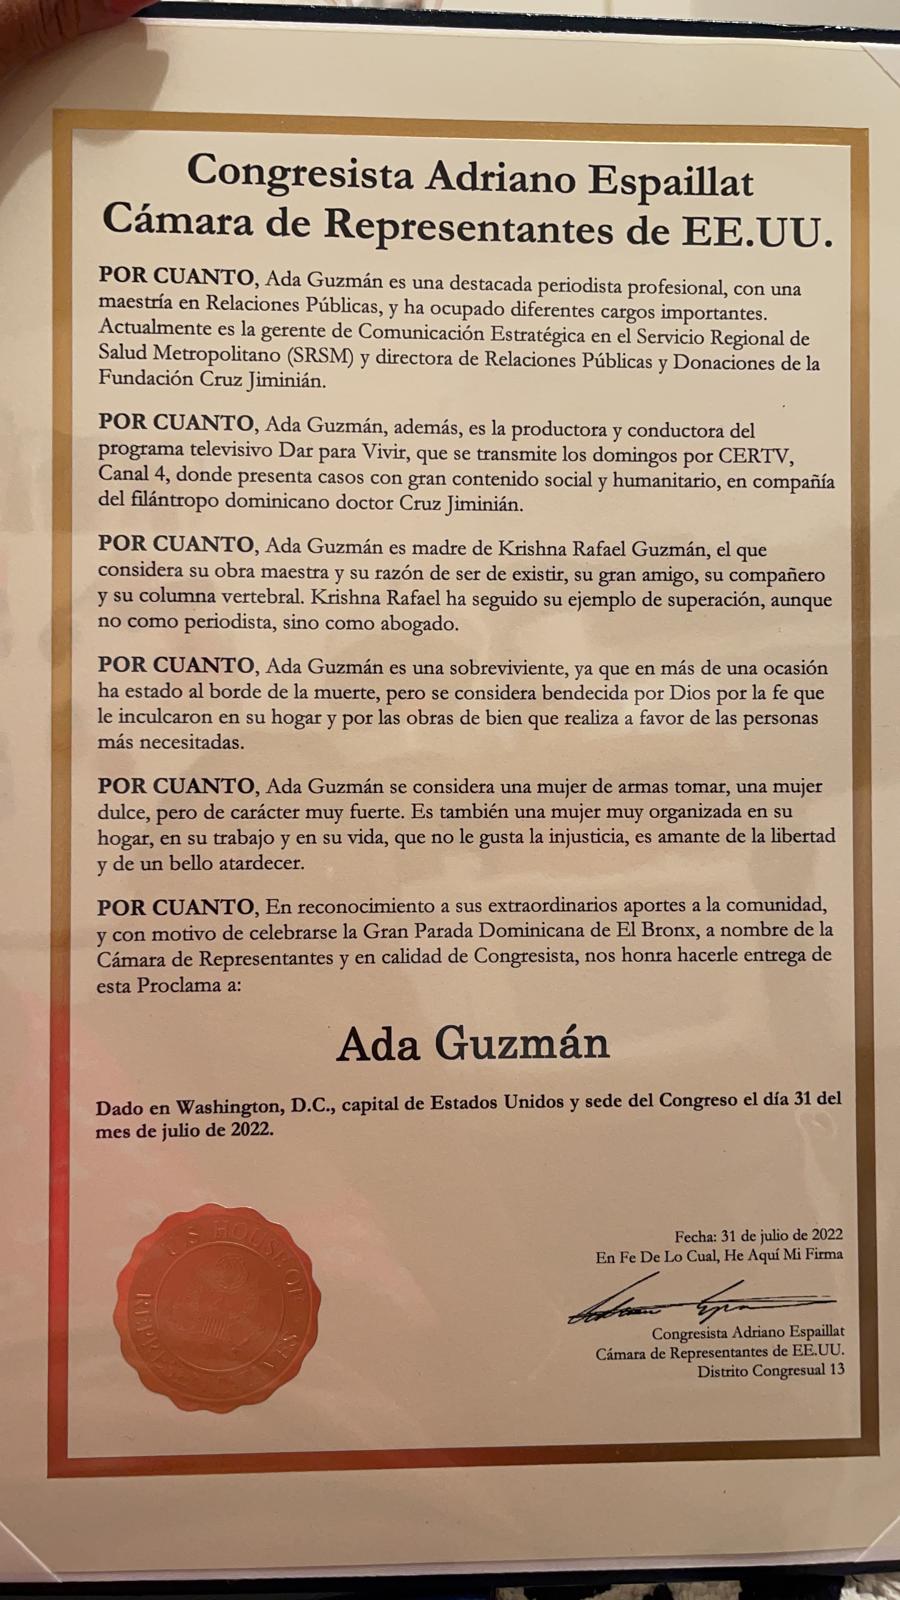 Congresista Adriano Espaillat
Cámara de Representantes de EE.UU.
POR CUANTO, Ada Guzmán es una destacada periodista profesional, con una
maestría en Relaciones Públicas, y ha ocupado diferentes cargos importantes.
Actualmente es la gerente de Comunicación Estratégica en el Servicio Regional de
Salud Metropolitano (SRSM) y directora de Relaciones Públicas y Donaciones de la
Fundación Cruz Jiminián.
POR CUANTO, Ada Guzmán, además, es la productora y conductora del
programa televisivo Dar para Vivir, que se transmite los domingos por CERTV,
Canal 4, donde presenta casos con gran contenido social y humanitario, en compañía
del filántropo dominicano doctor Cruz Jiminián.
POR CUANTO, Ada Guzmán es madre de Krishna Rafael Guzmán, el que
considera su obra maestra y su razón de ser de existir, su gran amigo, su compañero
y su columna vertebral. Krishna Rafael ha seguido su ejemplo de superación, aunque
no como periodista, sino como abogado.
POR CUANTO, Ada Guzmán es una sobreviviente, ya que en más de una ocasión
ha estado al borde de la muerte, pero se considera bendecida por Dios por la fe que
le inculcaron en su hogar y por las obras de bien que realiza a favor de las personas
más necesitadas.
POR CUANTO, Ada Guzmán se considera una mujer de armas tomar, una mujer
dulce, pero de carácter muy fuerte. Es también una mujer muy organizada en su
hogar, en su trabajo y en su vida, que no le gusta la injusticia, es amante de la libertad
y de un bello atardecer.
POR CUANTO, En reconocimiento a sus extraordinarios aportes a la comunidad,
y con motivo de celebrarse la Gran Parada Dominicana de El Bronx, a nombre de la
Cámara de Representantes y en calidad de Congresista, nos honra hacerle entrega de
esta Proclama a:
Ada Guzmán
Dado en Washington, D.C., capital de Estados Unidos y sede del Congreso el día 31 del
mes de julio de 2022.
U.S. HOUSE OF
REPRESENTATIVES
Fecha: 31 de julio de 2022
En Fe De Lo Cual, He Aquí Mi Firma
Congresista Adriano Espaillat
Cámara de Representantes de EE.UU.
Distrito Congresual 13